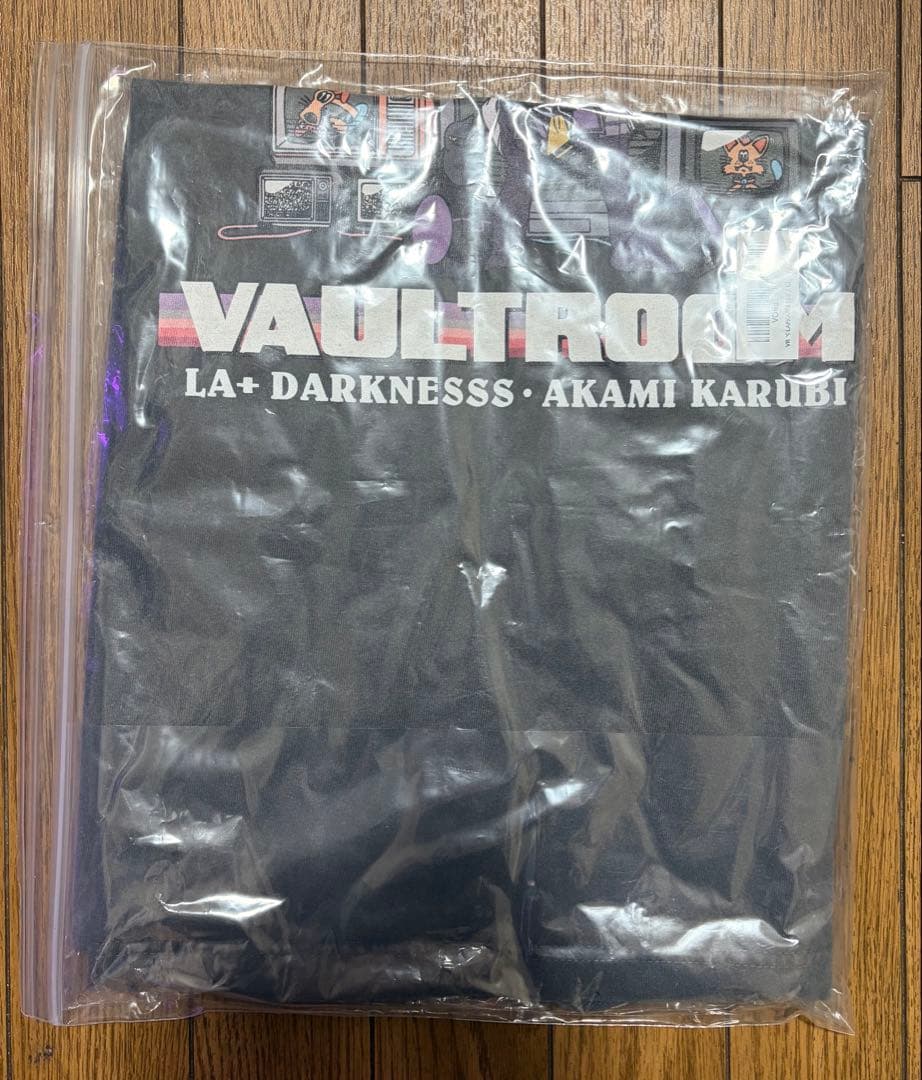 VAULTROOM
LA+ DARKNESSS · AKAMI KARUBI